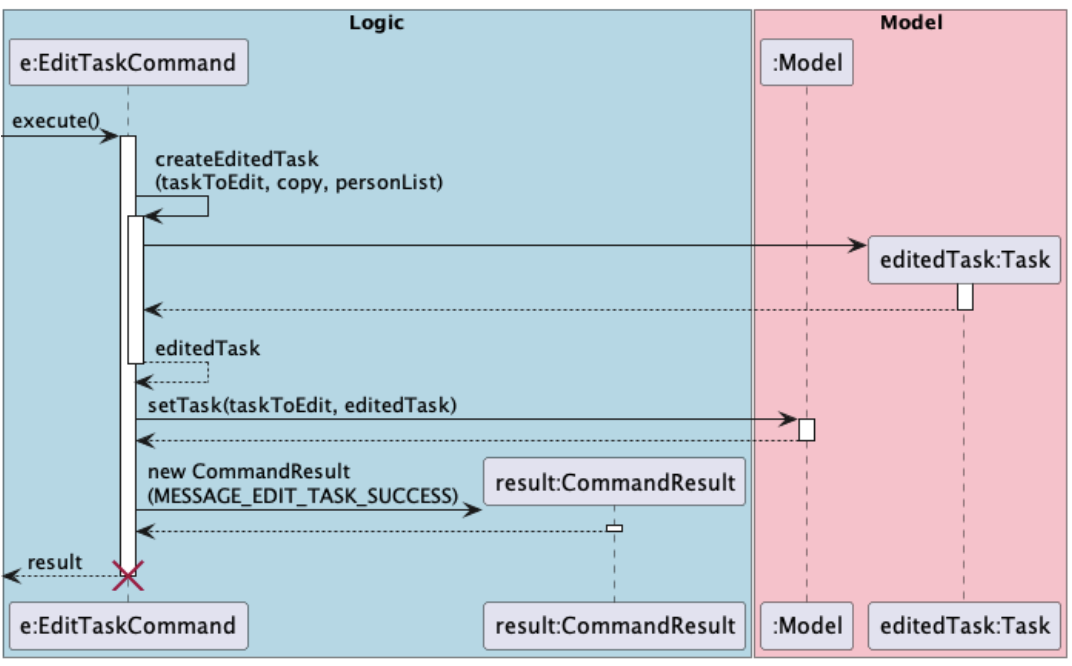 Logic
Model
e:EditTaskCommand
:Model
execute()
createEditedTask
(taskToEdit, copy, personList)
editedTask:Task
editedTask
setTask(taskToEdit, editedTask)
new CommandResult
(MESSAGE_EDIT_TASK_SUCCESS)
result:CommandResult
result
e:EditTaskCommand
result:CommandResult
:Model
editedTask:Task